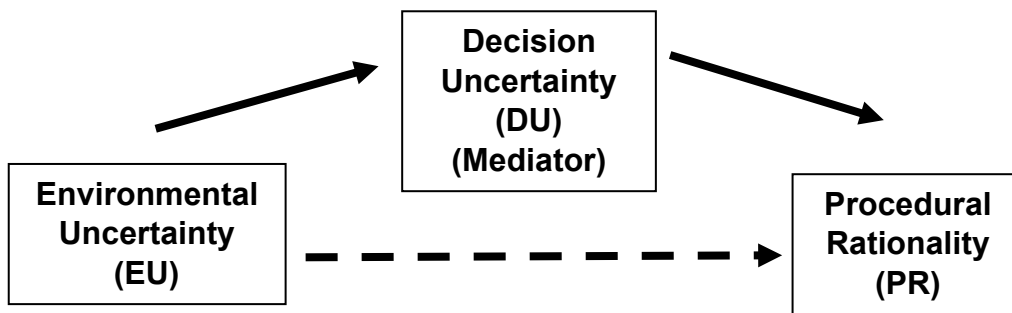 Decision
Uncertainty
(DU)
(Mediator)
Environmental
Uncertainty
(EU)
Procedural
Rationality
(PR)